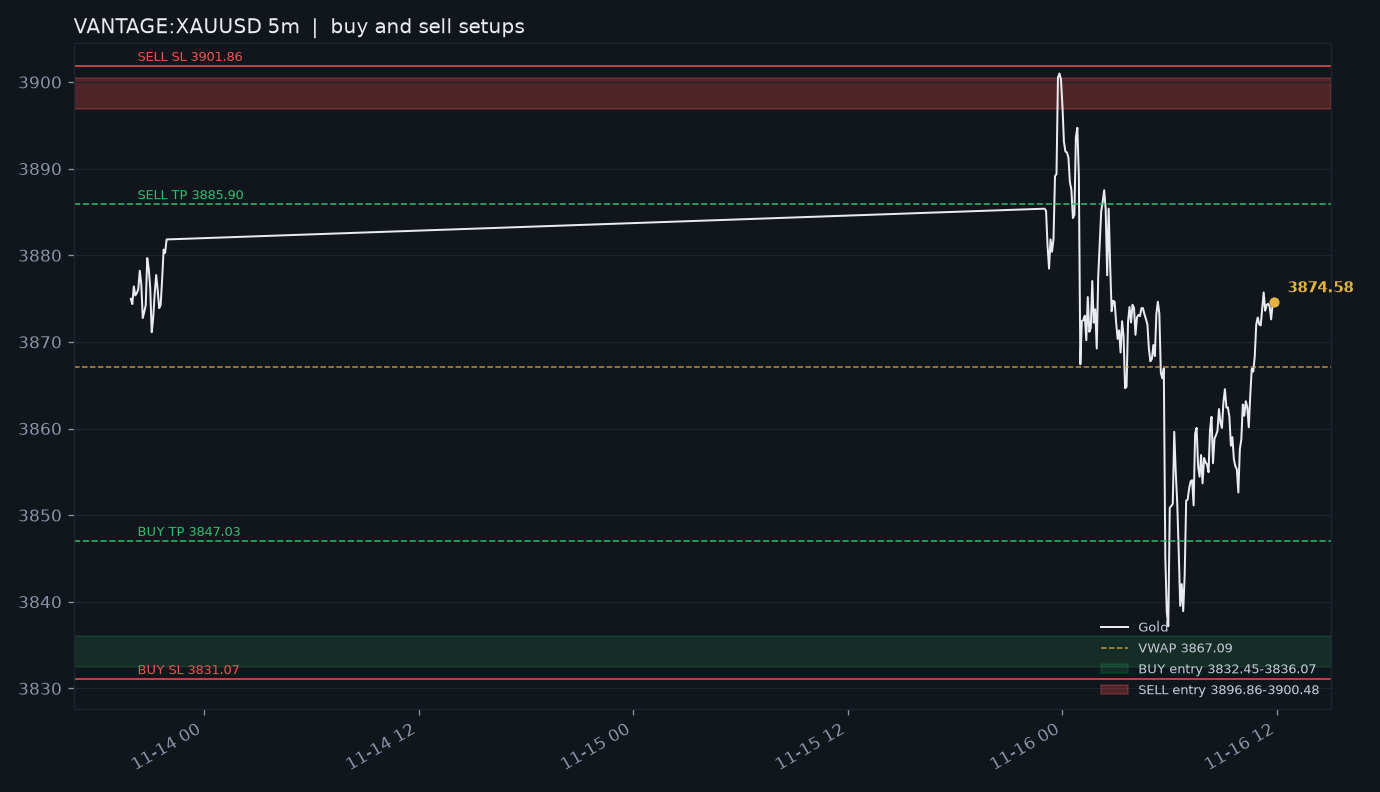 VANTAGE:XAUUSD 5m | buy and sell setups
SELL SL 3901.86
3900
3890
SELL TP 3885.90
3880
3874.58
3870
3860
3850
BUY TP 3847.03
3840
Gold
VWAP 3867.09
BUY entry 3832.45-3836.07
SELL entry 3896.86-3900.48
BUY SL 3831.07
3830
11-14 00
11-14 12
11-15 00
11-15 12
11-16 00
11-16 12